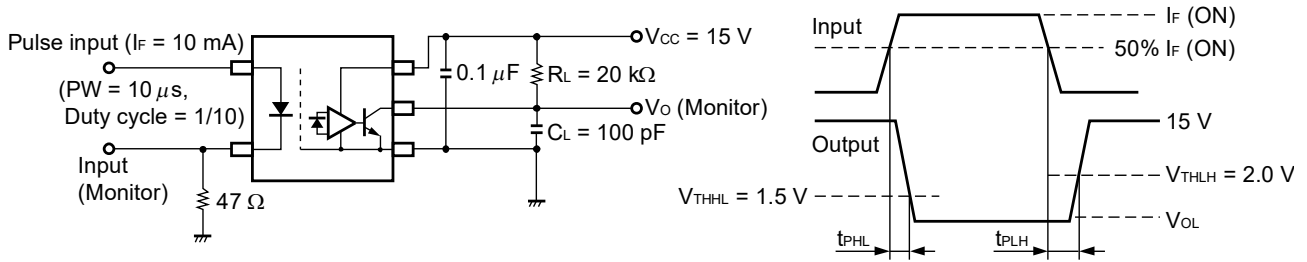 Pulse input (IF = 10 mA)
(PW = 10 μs,
Duty cycle = 1/10)
Input
(Monitor)
47 Ω
VCC = 15 V
0.1 μF
RL = 20 kΩ
VO (Monitor)
CL = 100 pF
Input
IF (ON)
50% IF (ON)
Output
15 V
VTHHL = 1.5 V
VTHLH = 2.0 V
VOL
tPHL
tPLH